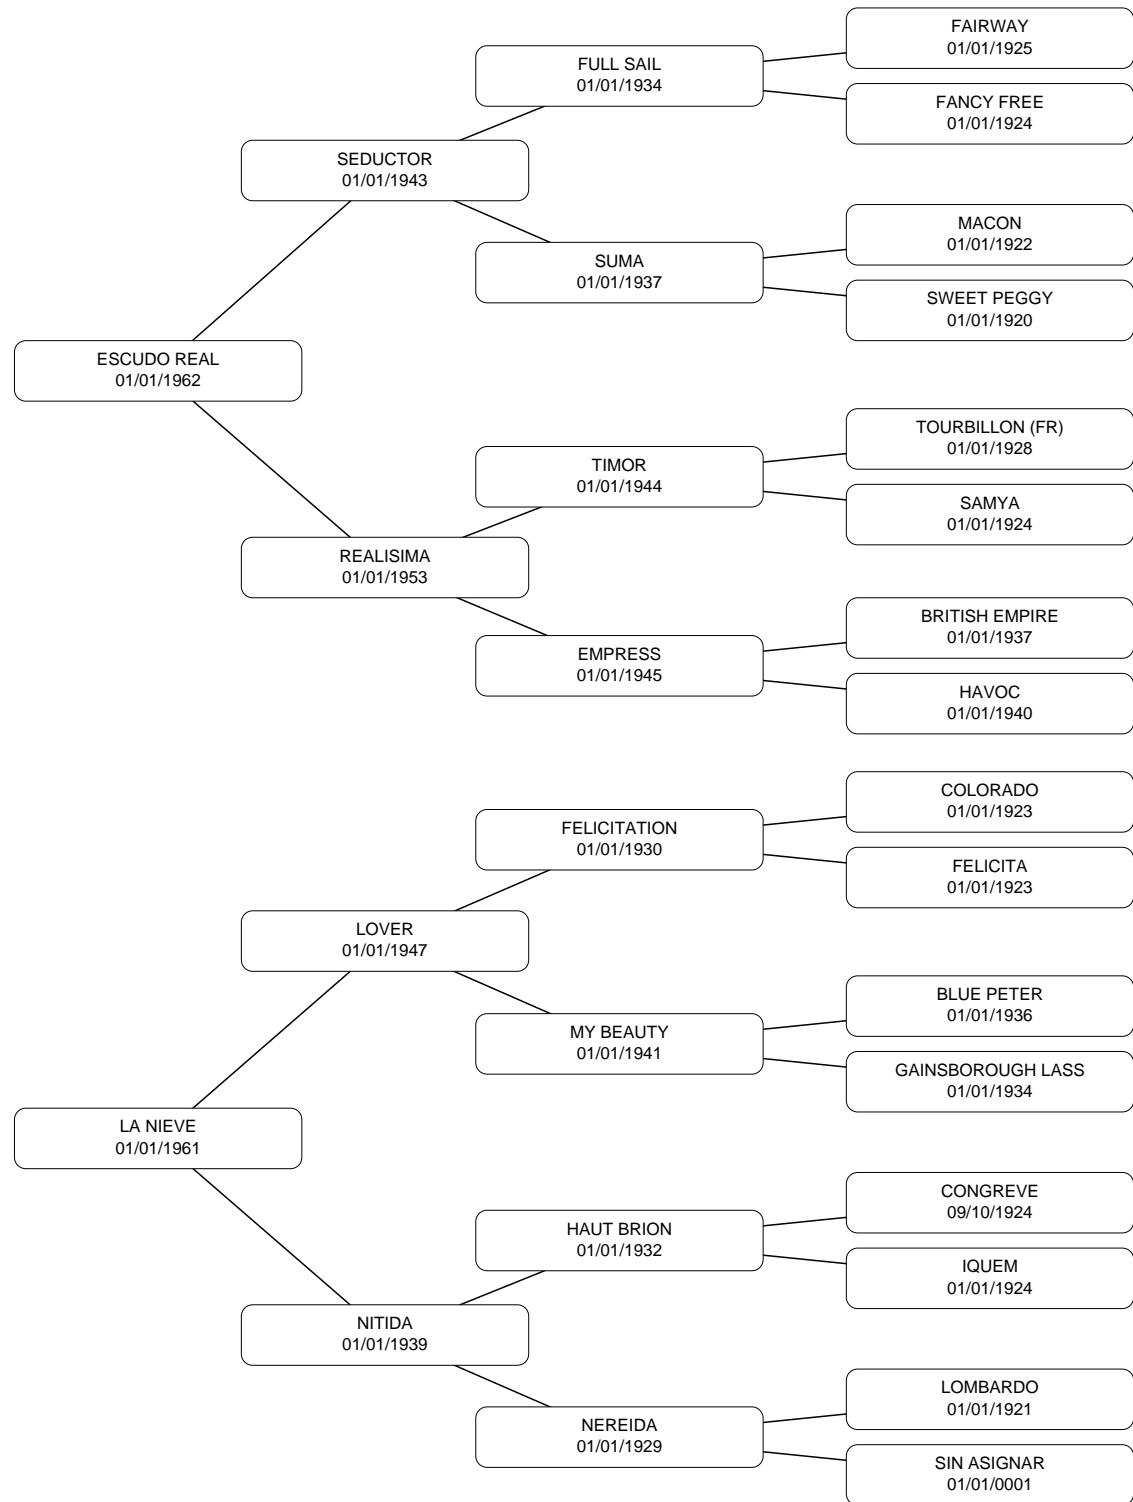 FAIRWAY
01/01/1925
FULL SAIL
01/01/1934
FANCY FREE
01/01/1924
SEDUCTOR
01/01/1943
MACON
01/01/1922
SUMA
01/01/1937
SWEET PEGGY
01/01/1920
ESCUDO REAL
01/01/1962
TOURBILLON (FR)
01/01/1928
TIMOR
01/01/1944
SAMYA
01/01/1924
REALISIMA
01/01/1953
BRITISH EMPIRE
01/01/1937
EMPRESS
01/01/1945
HAVOC
01/01/1940
COLORADO
01/01/1923
FELICITATION
01/01/1930
FELICITA
01/01/1923
LOVER
01/01/1947
BLUE PETER
01/01/1936
MY BEAUTY
01/01/1941
GAINSBOROUGH LASS
01/01/1934
LA NIEVE
01/01/1961
CONGREVE
09/10/1924
HAUT BRION
01/01/1932
IQUEM
01/01/1924
NITIDA
01/01/1939
LOMBARDO
01/01/1921
NEREIDA
01/01/1929
SIN ASIGNAR
01/01/0001